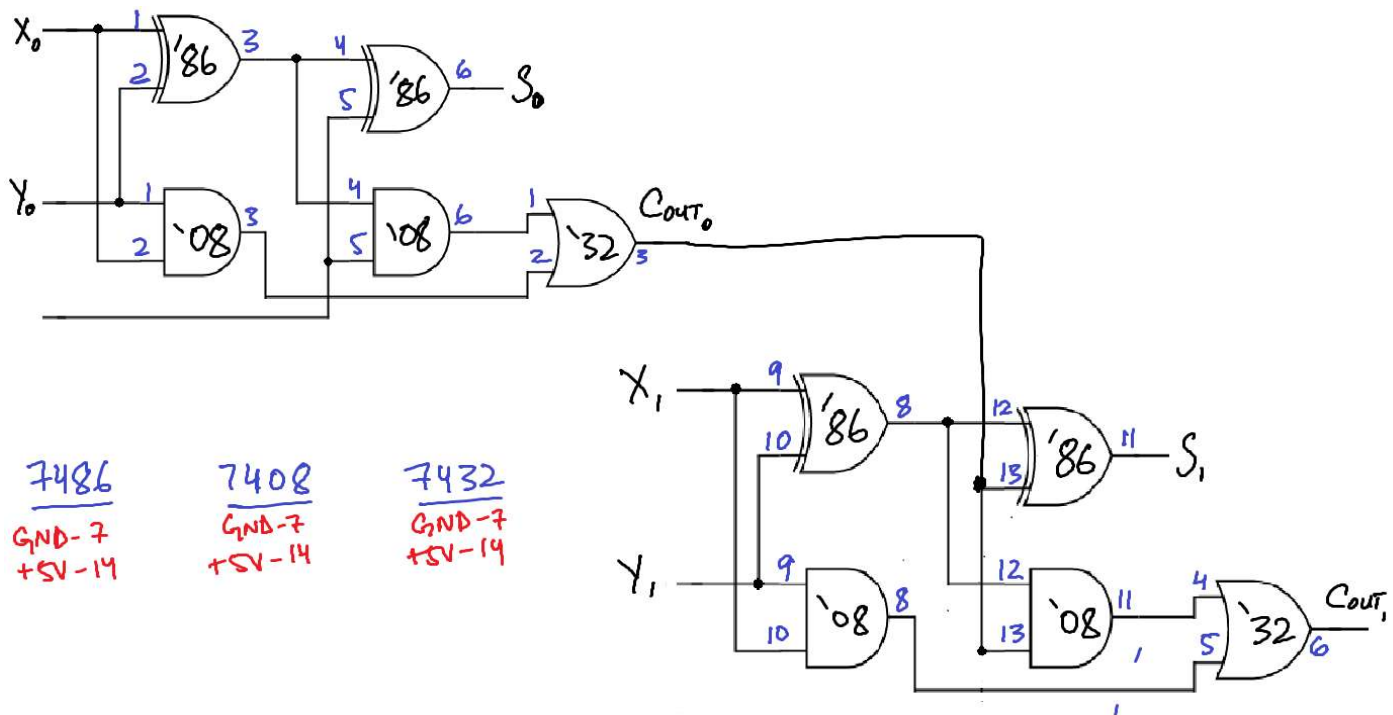 X₀ 1 '86 3 4 '86 6 S₀
2 5
Y₀ 1 '08 3 4 '08 6 1 '32 3 COUT₀
2 5 2
X₁ 9 '86 8 12 '86 11 S₁
10 13
Y₁ 9 '08 8 12 '08 11 4 '32 6 COUT₁
10 13 5
7486 7408 7432
GND-7 GND-7 GND-7
+5V-14 +5V-14 +5V-14